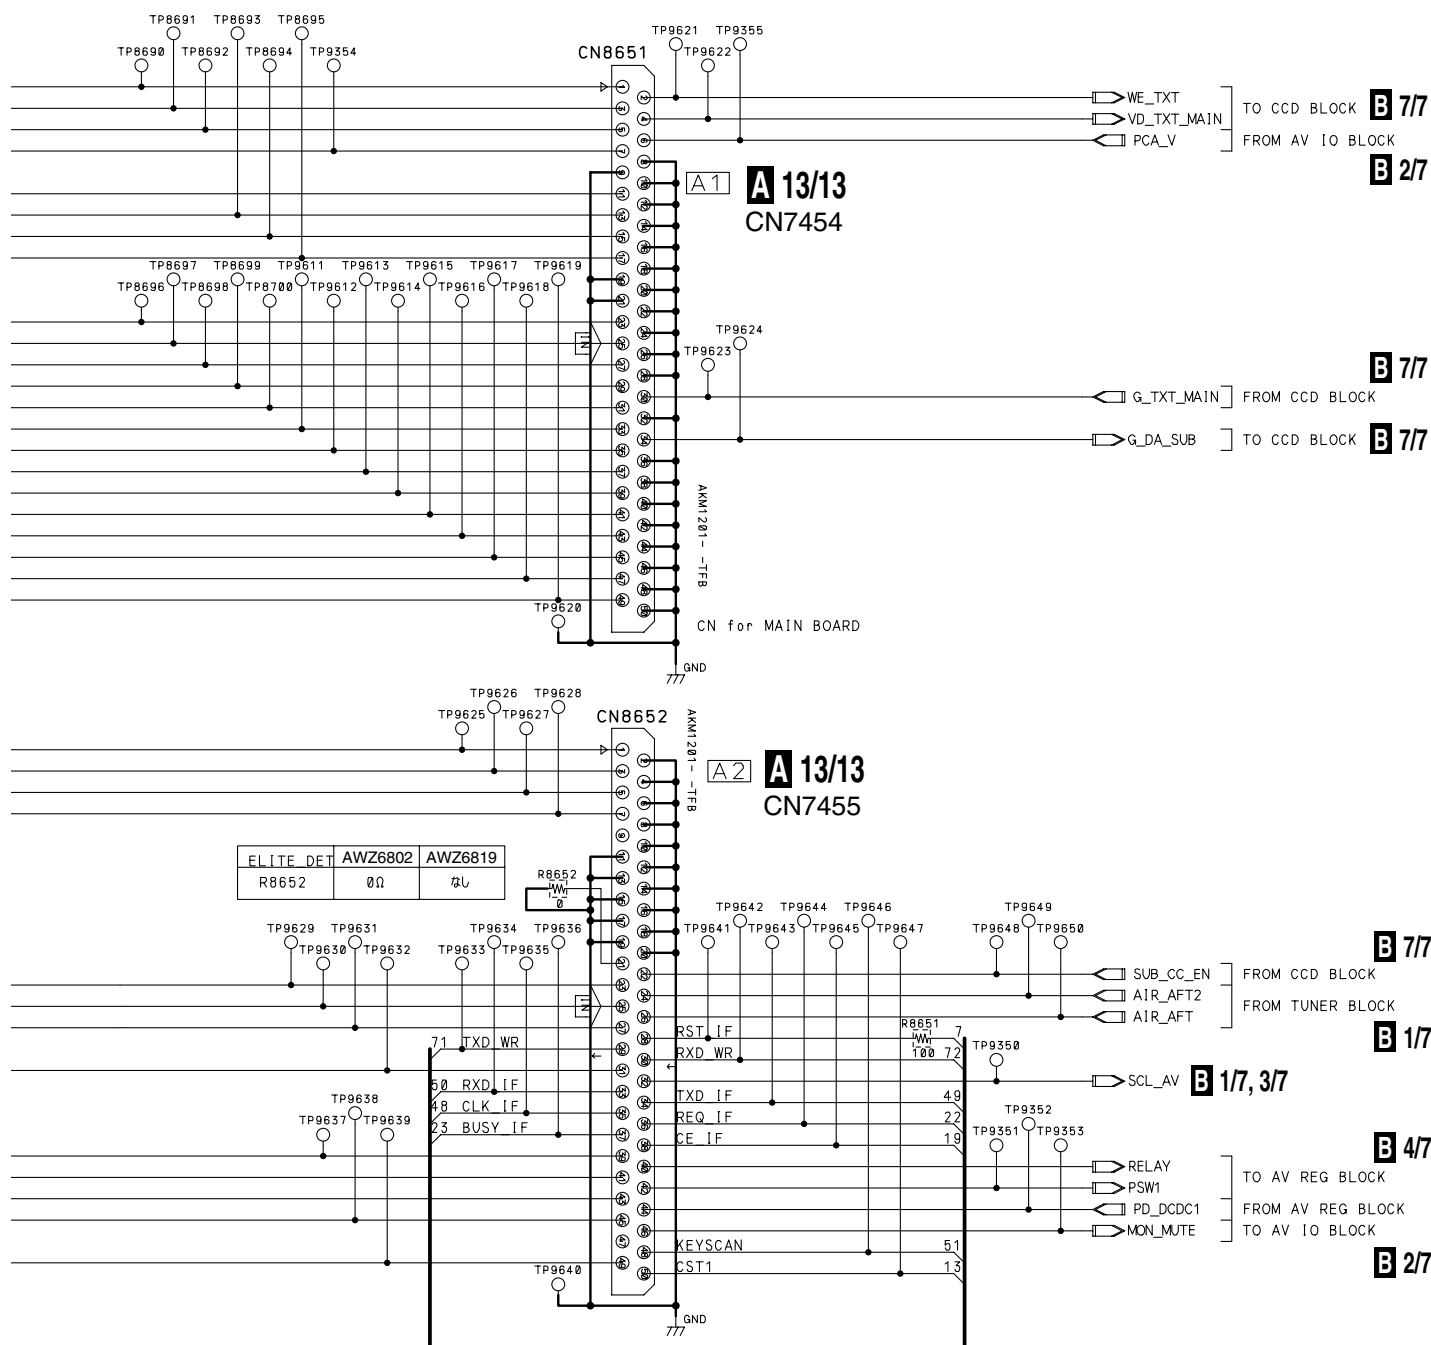 TP8691 TP8693 TP8695
TP8690 TP8692 TP8694 TP9354
CN8651
TP9621 TP9355
TP9622
WE_TXT
VD_TXT_MAIN
TO CCD BLOCK B 7/7
PCA_V FROM AV IO BLOCK
B 2/7
A1 A 13/13
CN7454
TP8697 TP8699 TP9611 TP9613 TP9615 TP9617 TP9619
TP8696 TP8698 TP8700 TP9612 TP9614 TP9616 TP9618
TP9624
TP9623
B 7/7
G_TXT_MAIN FROM CCD BLOCK
G_DA_SUB TO CCD BLOCK B 7/7
AKM1201- -TFB
TP9620
CN for MAIN BOARD
GND
TP9626 TP9628
TP9625 TP9627
CN8652
AKM1201- -TFB
A2 A 13/13
CN7455
ELITE_DET AWZ6802 AWZ6819
R8652 0Ω なし
R8652
0
TP9629 TP9631 TP9634 TP9636
TP9630 TP9632 TP9633 TP9635
TP9642 TP9644 TP9646 TP9649
TP9641 TP9643 TP9645 TP9647 TP9648 TP9650
B 7/7
SUB_CC_EN FROM CCD BLOCK
AIR_AFT2
AIR_AFT
FROM TUNER BLOCK
B 1/7
RST_IF R8651 100 7
71 TXD_WR RXD_WR 72
TP9350
SCL_AV B 1/7, 3/7
50 RXD_IF TXD_IF 49
48 CLK_IF REQ_IF 22
23 BUSY_IF CE_IF 19
TP9638
TP9637 TP9639
TP9352
TP9351 TP9353
B 4/7
RELAY
PSW1
TO AV REG BLOCK
PD_DCDC1 FROM AV REG BLOCK
MON_MUTE TO AV IO BLOCK
KEYSCAN 51
B 2/7
CST1 13
TP9640
GND